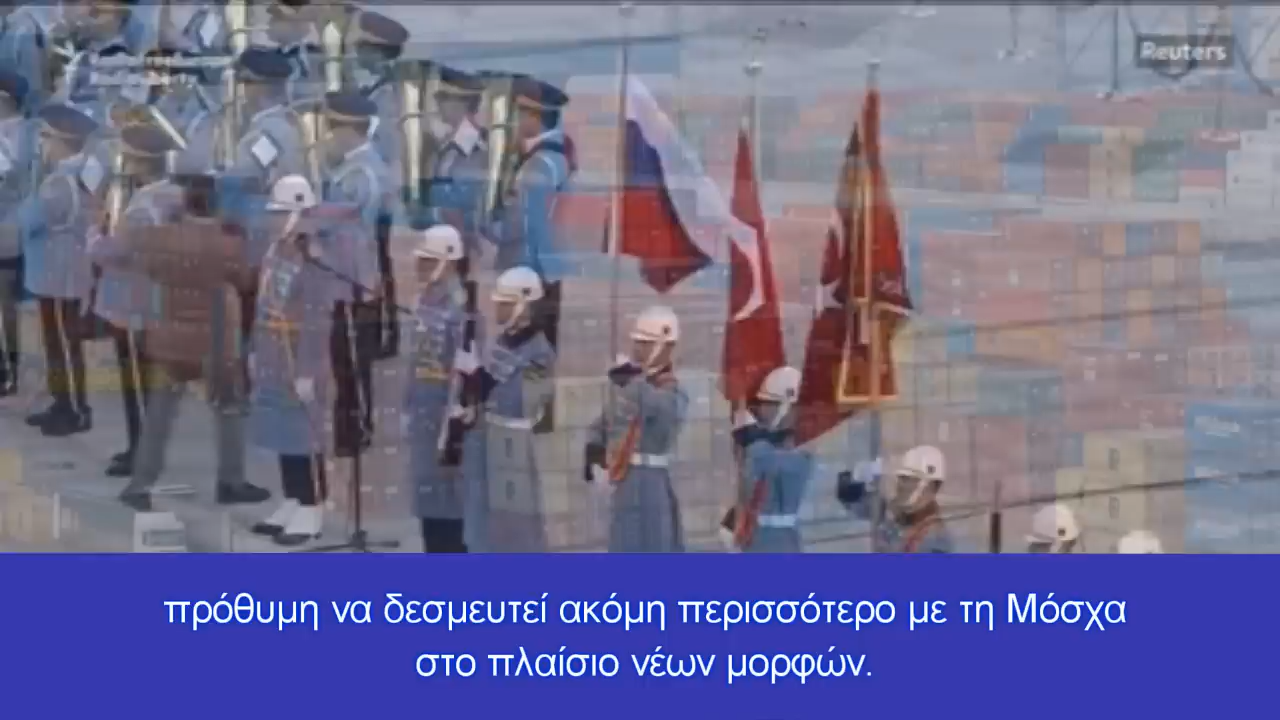 Reuters
πρόθυμη να δεσμευτεί ακόμη περισσότερο με τη Μόσχα
στο πλαίσιο νέων μορφών.